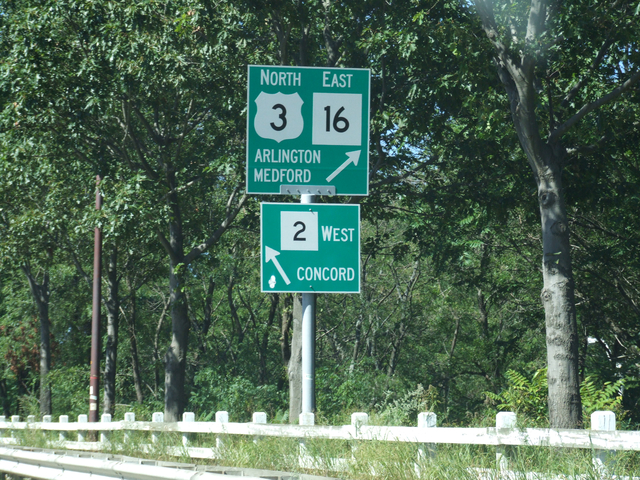 NORTH EAST
3 16
ARLINGTON
MEDFORD
2 WEST
CONCORD